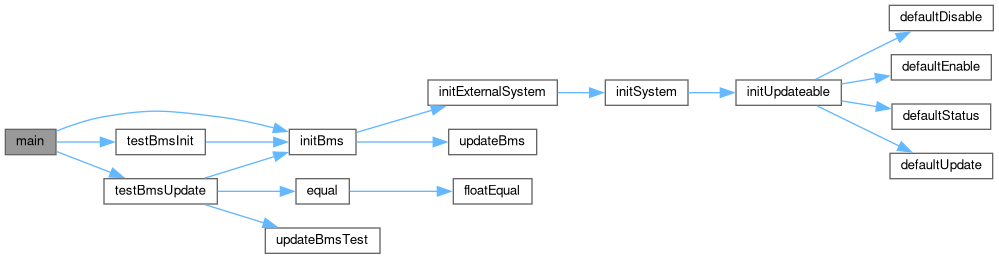 main
testBmsInit
testBmsUpdate
initBms
equal
updateBmsTest
initExternalSystem
updateBms
floatEqual
initSystem
initUpdateable
defaultDisable
defaultEnable
defaultStatus
defaultUpdate